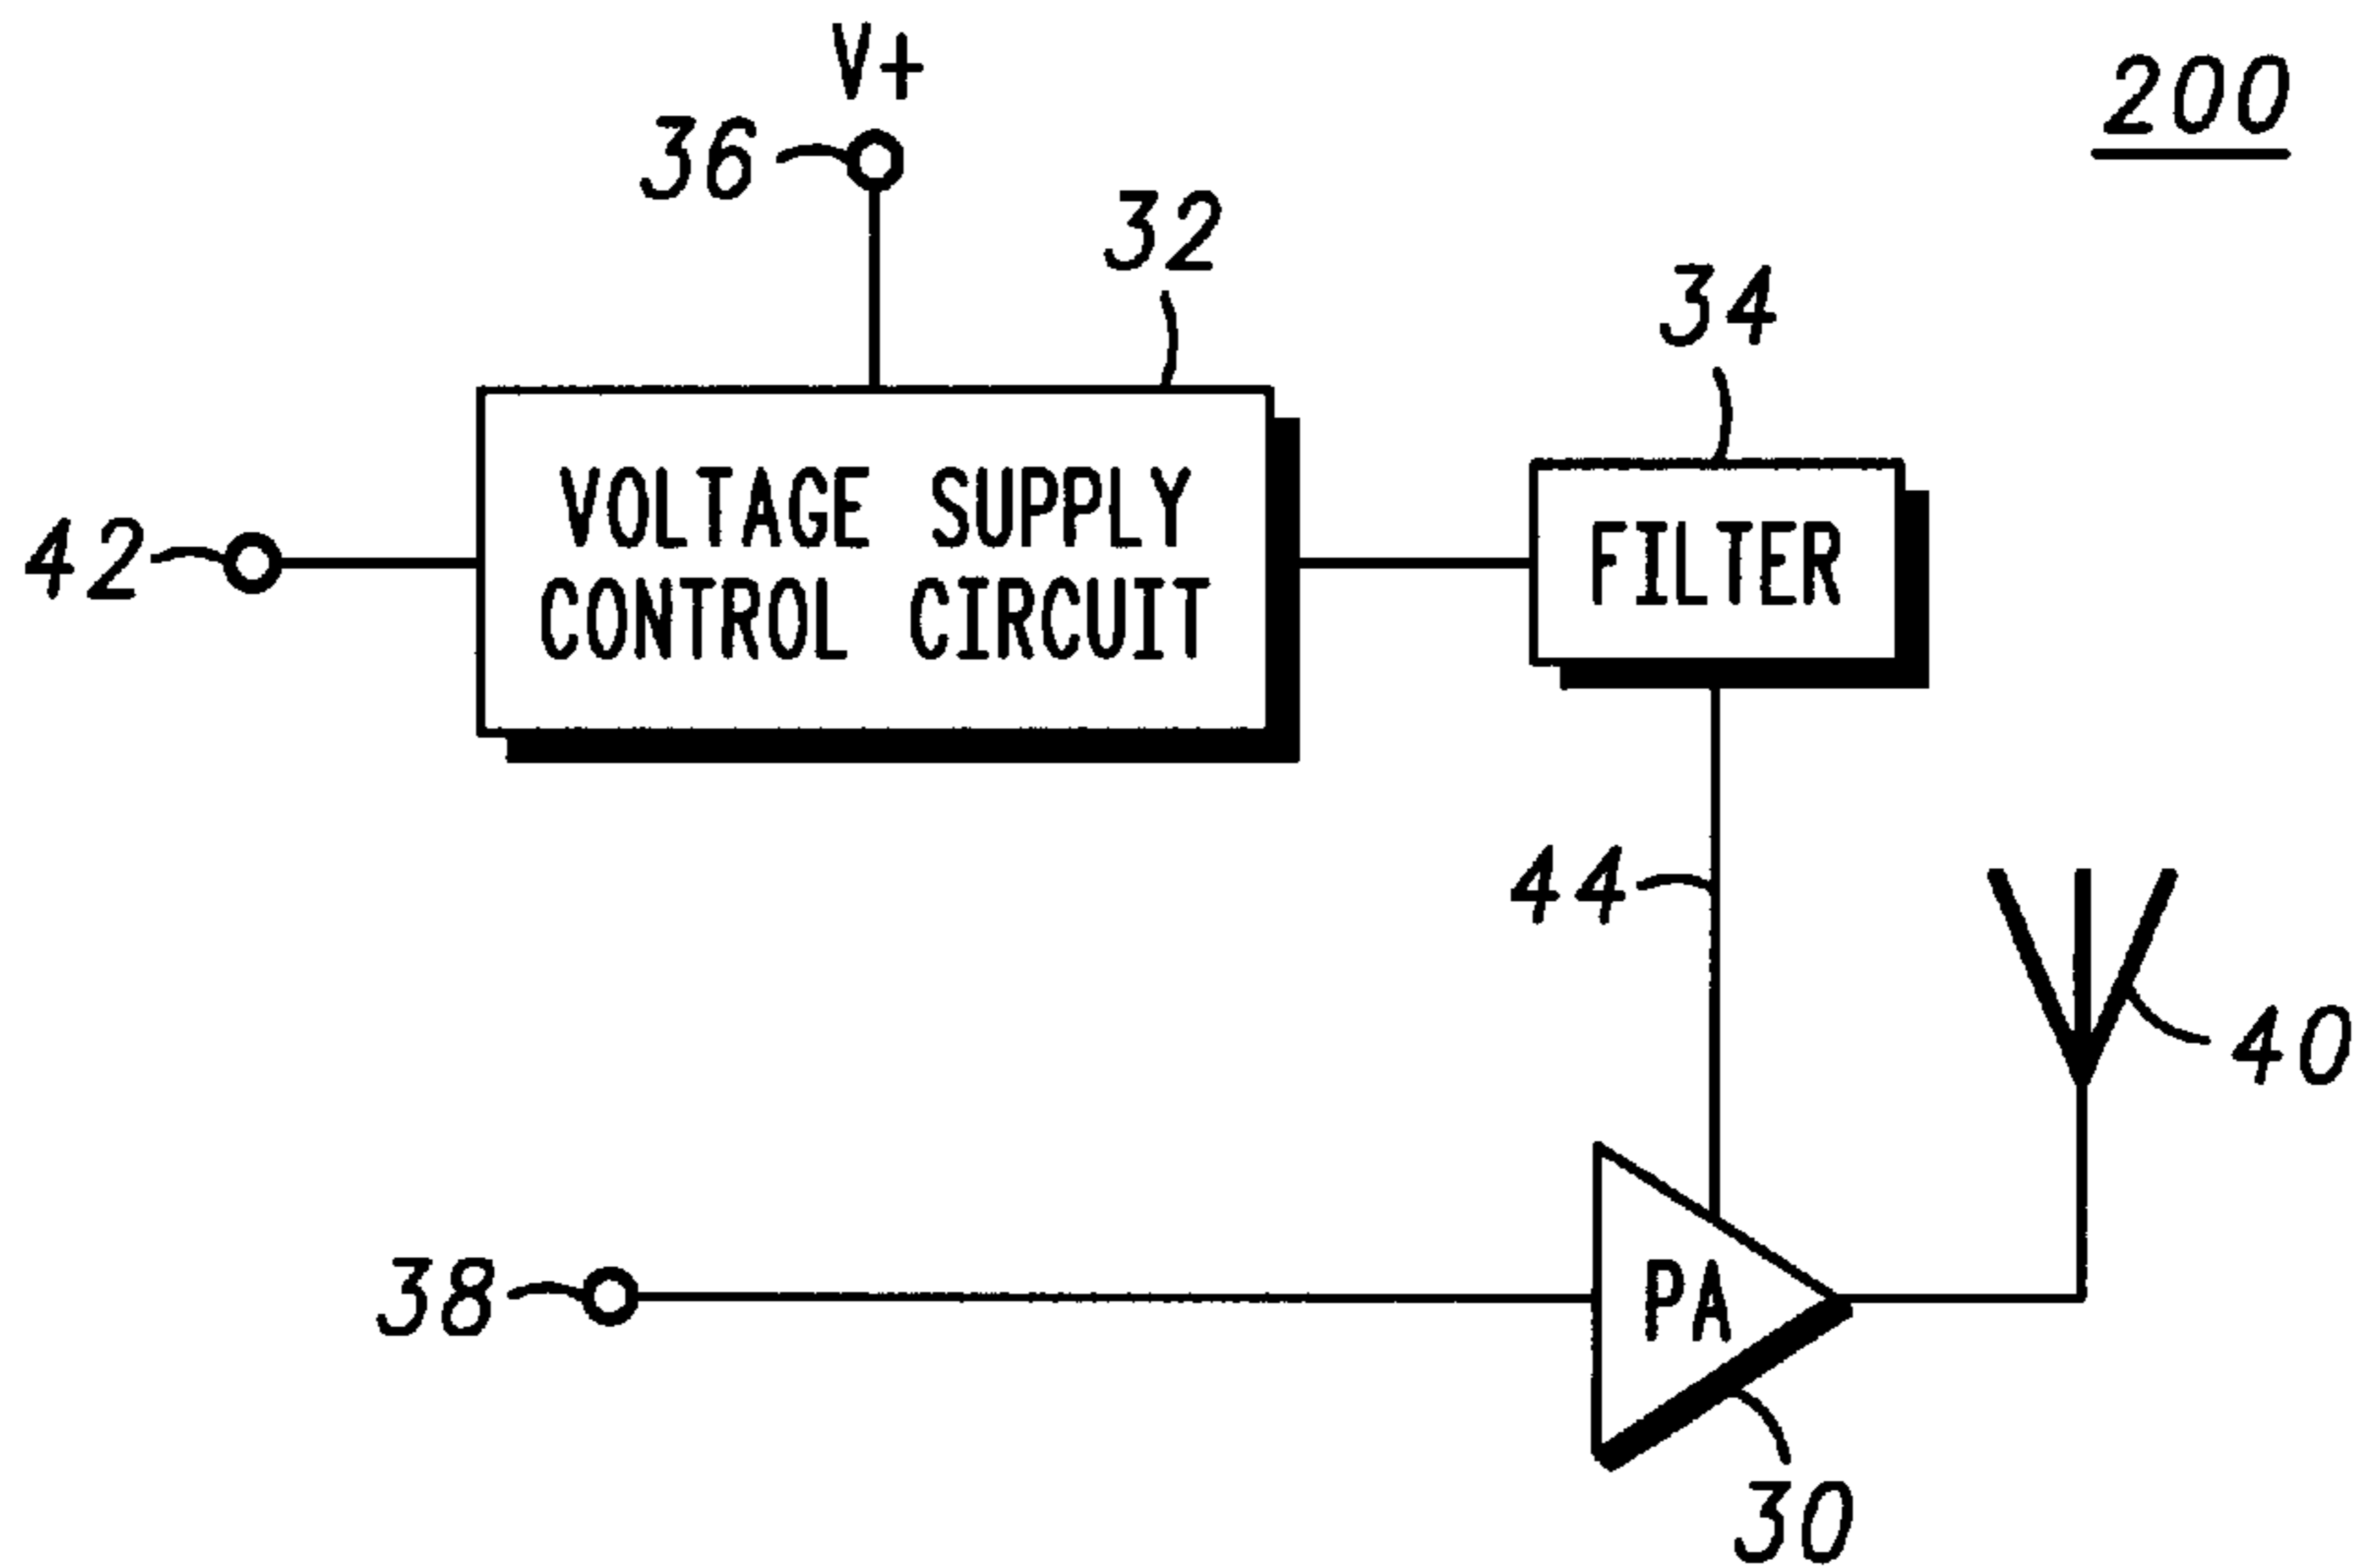 V+
200
36
32
34
VOLTAGE SUPPLY
CONTROL CIRCUIT
FILTER
42
44
40
38
PA
30